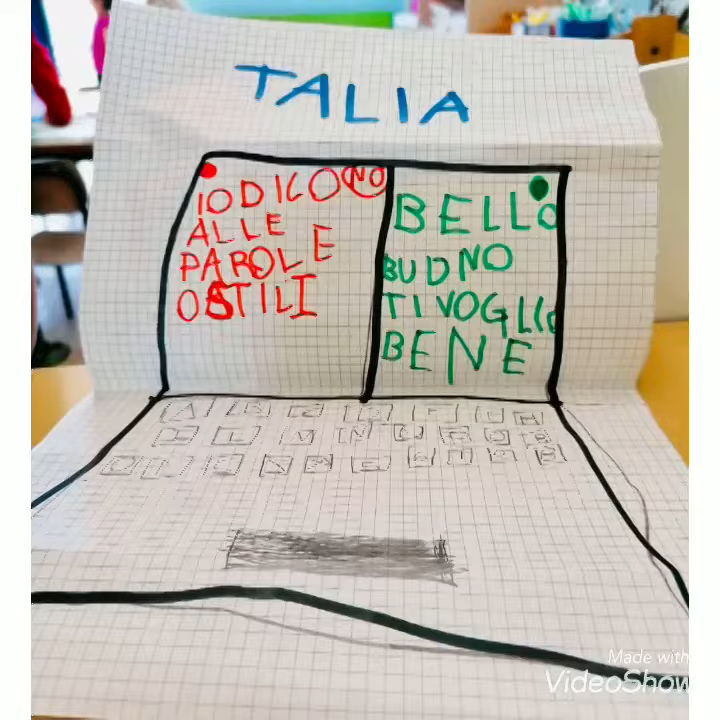 TALIA
IO DICO NO
ALLE
PAROLE
OSTILI
BELLO
BUONO
TI VOGLIO
BENE
Made with
VideoShow